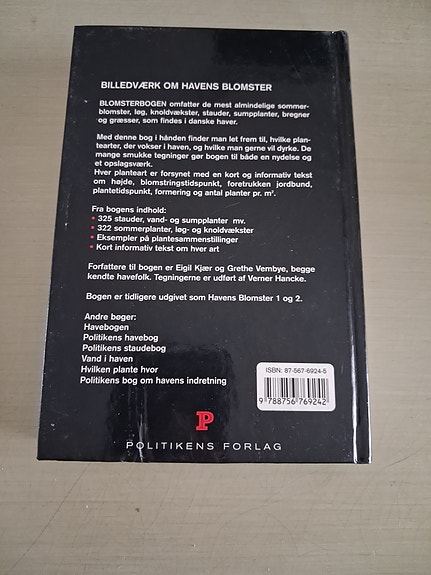 BILLEDVÆRK OM HAVENS BLOMSTER
BLOMSTERBOGEN omfatter de mest almindelige sommer-
blomster, løg, knoldvækster, stauder, sumpplanter, bregner
og græsser, som findes i danske haver.
Med denne bog i hånden finder man let frem til, hvilke plan-
tearter, der vokser i haven, og hvilke man gerne vil dyrke. De
mange smukke tegninger gør bogen til både en nydelse og
et opslagsværk.
Hver planteart er forsynet med en kort og informativ tekst
om højde, blomstringstidspunkt, foretrukken jordbund,
plantetidspunkt, formering og antal planter pr. m².
Fra bogens indhold:
• 325 stauder, vand- og sumpplanter mv.
• 322 sommerplanter, løg- og knoldvækster
• Eksempler på plantesammenstillinger
• Kort informativ tekst om hver art
Forfattere til bogen er Eigil Kjær og Grethe Vembye, begge
kendte havefolk. Tegningerne er udført af Verner Hancke.
Bogen er tidligere udgivet som Havens Blomster 1 og 2.
Andre bøger:
Havebogen
Politikens havebog
Politikens staudebog
Vand i haven
Hvilken plante hvor
Politikens bog om havens indretning
ISBN: 87-567-6924-5
9 788756 769242
P
POLITIKENS FORLAG